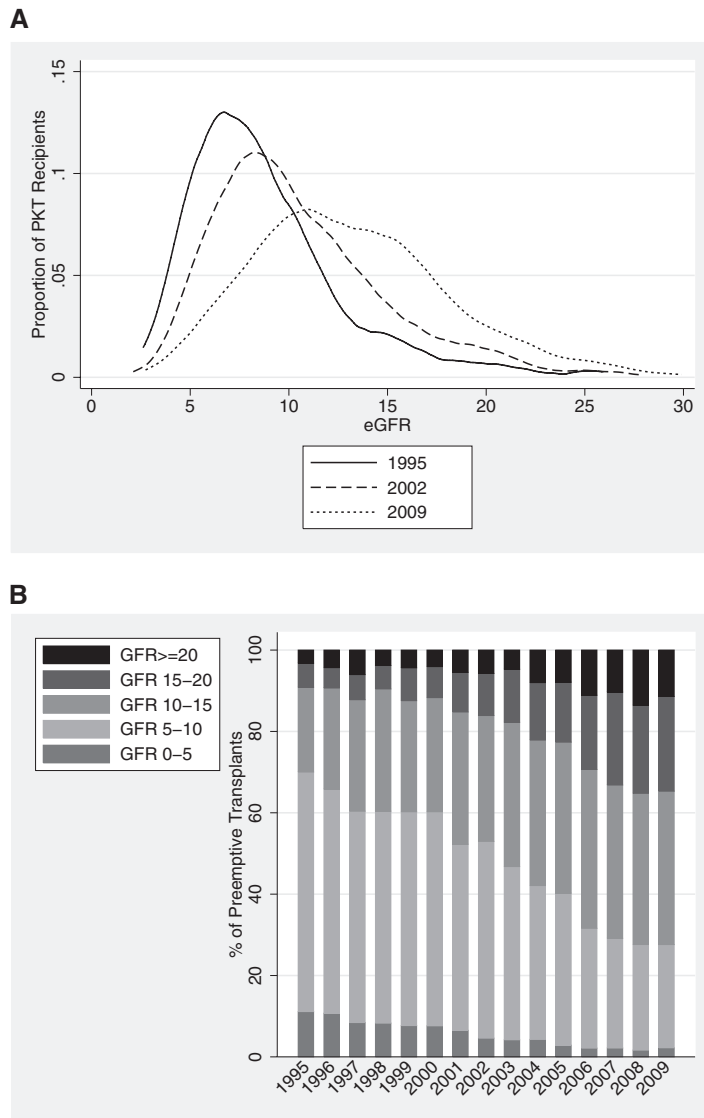 A
Proportion of PKT Recipients
.15
.1
.05
0
0 5 10 15 20 25 30
eGFR
1995
2002
2009
B
GFR>=20
GFR 15–20
GFR 10–15
GFR 5–10
GFR 0–5
% of Preemptive Transplants
100
80
60
40
20
0
1995 1996 1997 1998 1999 2000 2001 2002 2003 2004 2005 2006 2007 2008 2009